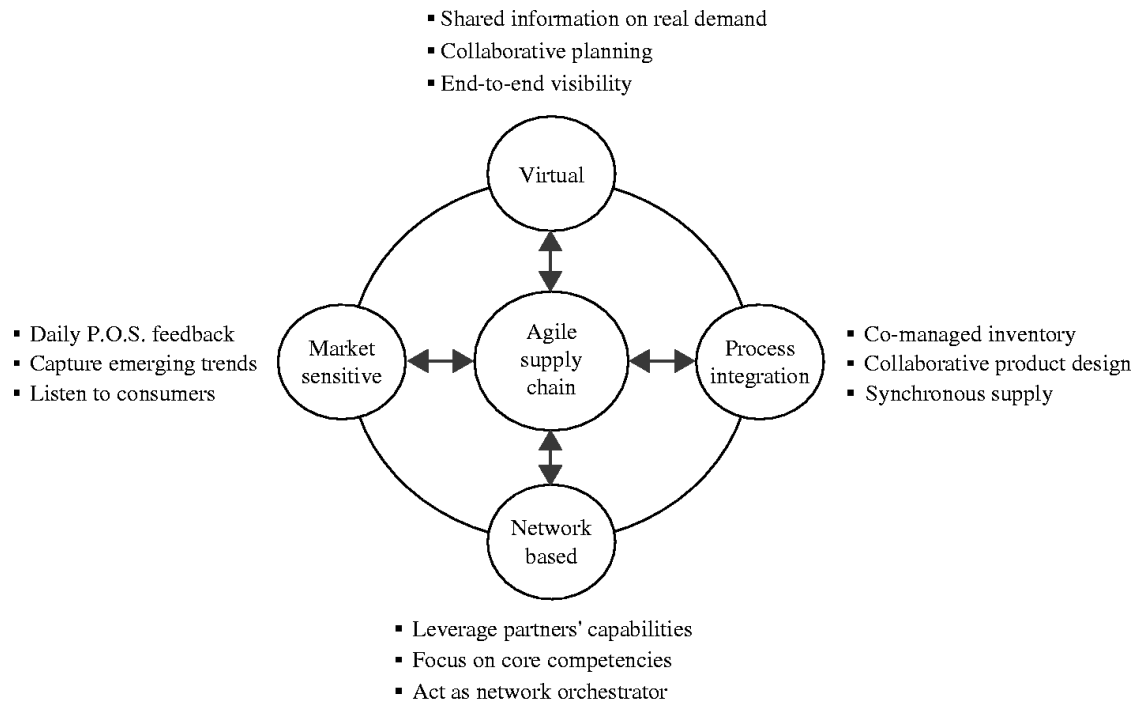 ▪ Shared information on real demand
▪ Collaborative planning
▪ End-to-end visibility
Virtual
▪ Daily P.O.S. feedback
▪ Capture emerging trends
▪ Listen to consumers
Market
sensitive
Agile
supply
chain
Process
integration
▪ Co-managed inventory
▪ Collaborative product design
▪ Synchronous supply
Network
based
▪ Leverage partners' capabilities
▪ Focus on core competencies
▪ Act as network orchestrator